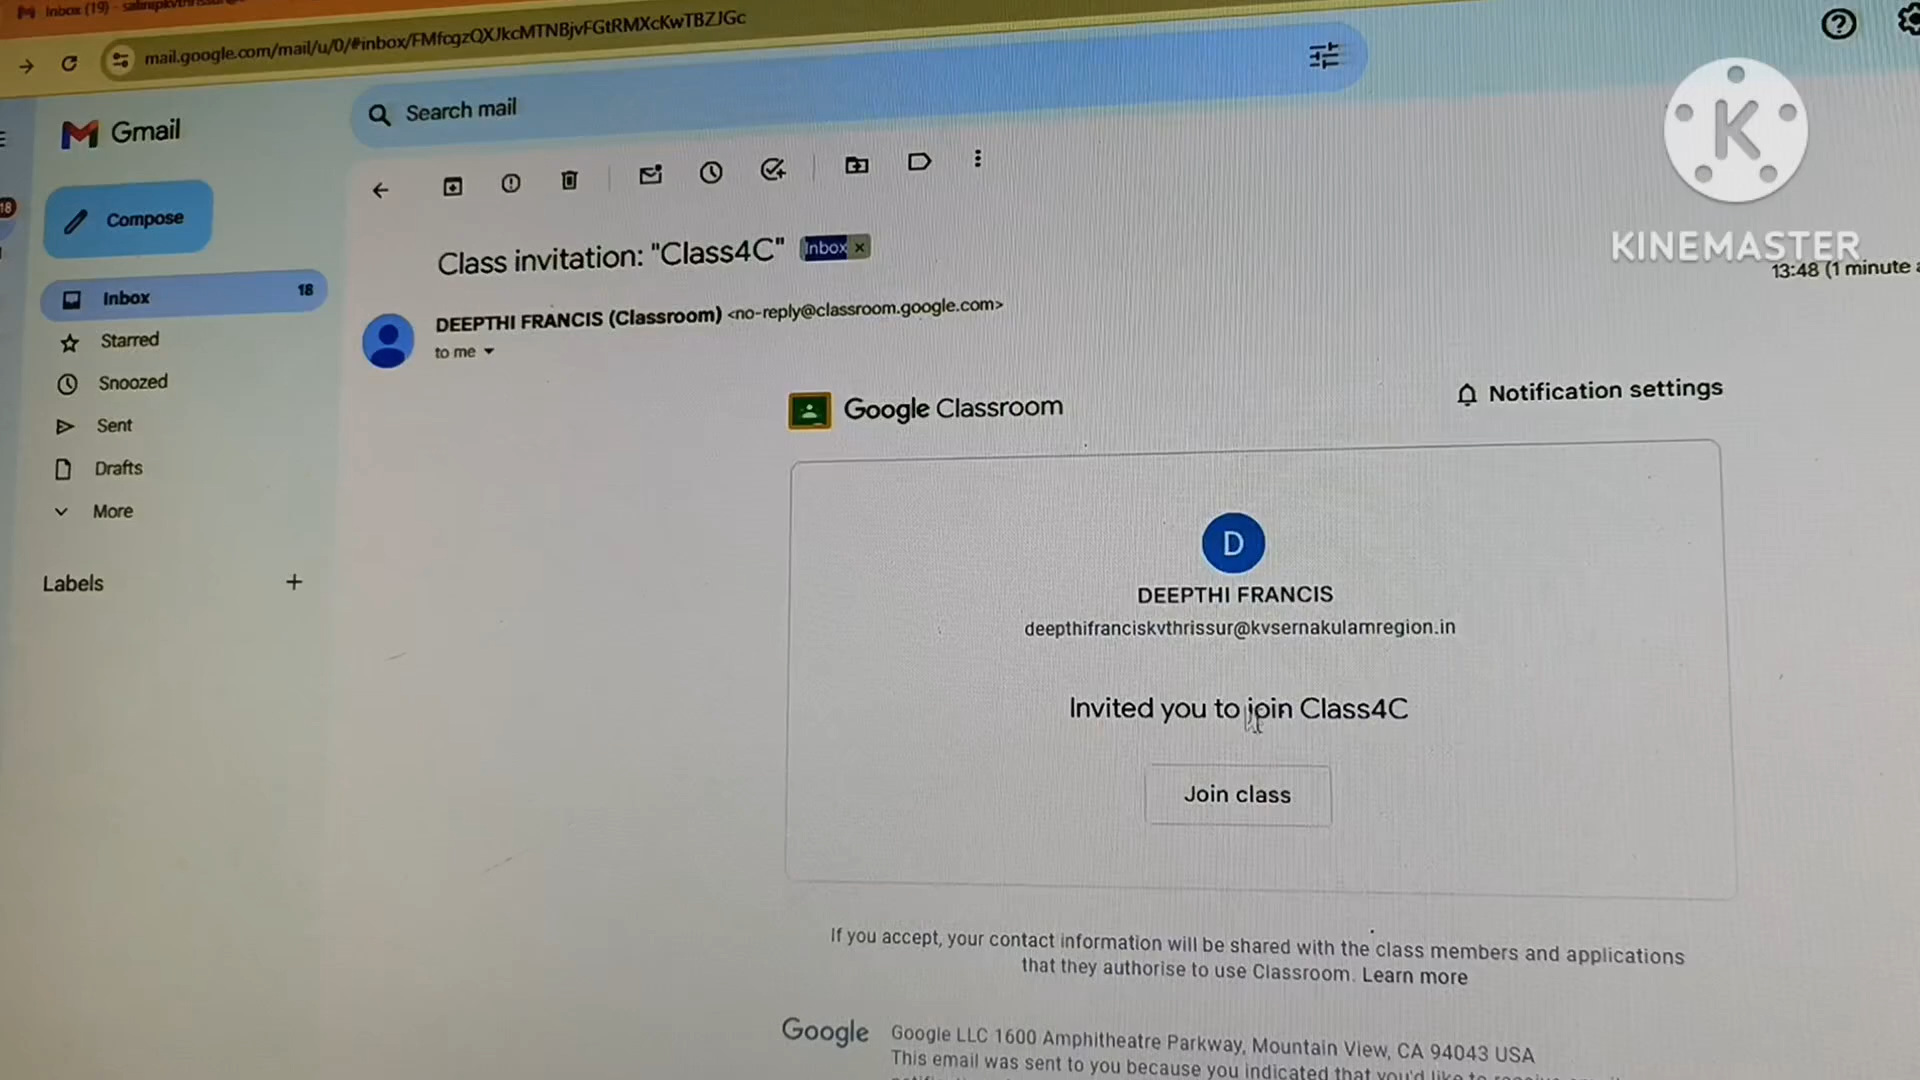 Inbox (19)
mail.google.com/mail/u/0/#inbox/FMfcgzQXJkcMTNBjvFGtRMXcKwTBZJGc
Gmail
Search mail
KINEMASTER
18
Compose
Class invitation: "Class4C" Inbox ×
13:48 (1 minute
Inbox 18
DEEPTHI FRANCIS (Classroom) <no-reply@classroom.google.com>
to me
Starred
Snoozed
Sent
Drafts
More
Labels +
Google Classroom
Notification settings
D
DEEPTHI FRANCIS
deepthifranciskvthrissur@kvsernakulamregion.in
Invited you to join Class4C
Join class
If you accept, your contact information will be shared with the class members and applications
that they authorise to use Classroom. Learn more
Google
Google LLC 1600 Amphitheatre Parkway, Mountain View, CA 94043 USA
This email was sent to you because you indicated that you'd like to